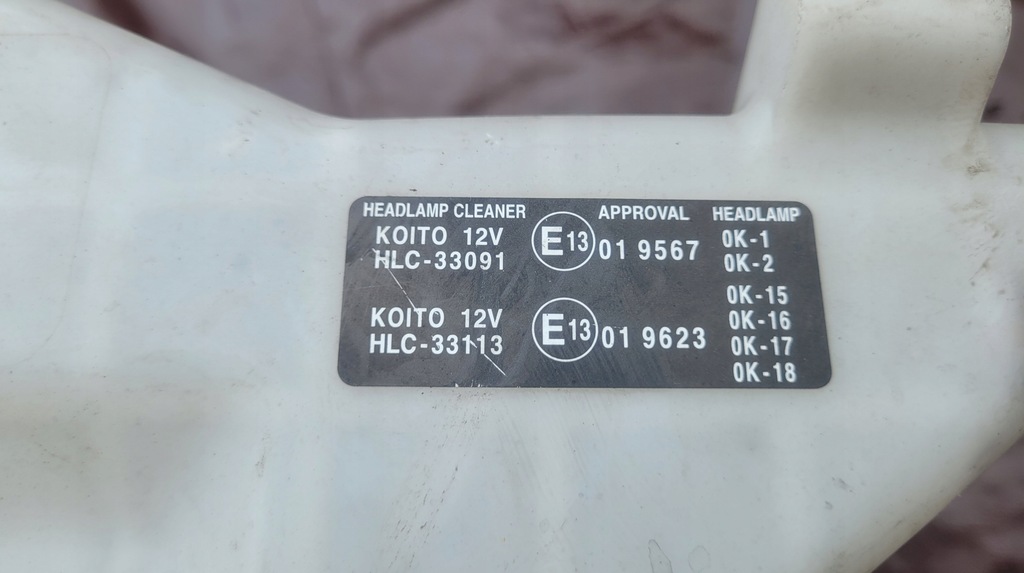 HEADLAMP CLEANER APPROVAL HEADLAMP
KOITO 12V
HLC-33091
E13 01 9567
0K-1
0K-2
KOITO 12V
HLC-33113
E13 01 9623
0K-15
0K-16
0K-17
0K-18